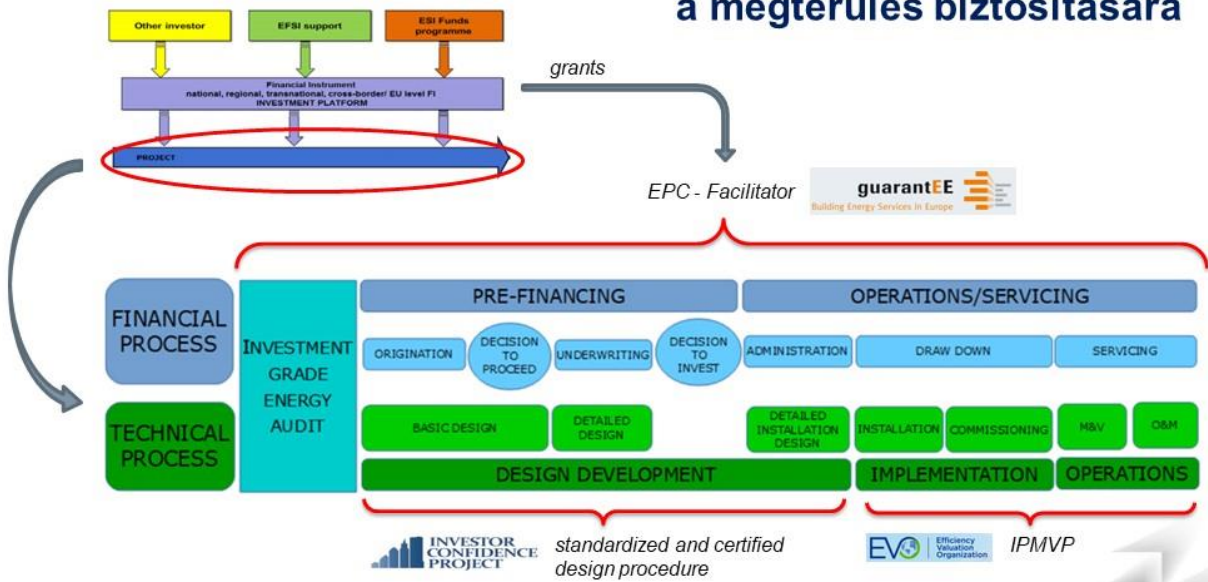 a megtérülés biztosítására
Other investor
EFSI support
ESI Funds
programme
grants
Financial Instrument
national, regional, transnational, cross-border/ EU level FI
INVESTMENT PLATFORM
PROJECT
EPC - Facilitator
guarantEE
Building Energy Services in Europe
FINANCIAL
PROCESS
INVESTMENT
GRADE
ENERGY
AUDIT
PRE-FINANCING
OPERATIONS/SERVICING
ORIGINATION
DECISION
TO
PROCEED
UNDERWRITING
DECISION
TO
INVEST
ADMINISTRATION
DRAW DOWN
SERVICING
TECHNICAL
PROCESS
BASIC DESIGN
DETAILED
DESIGN
DETAILED
INSTALLATION
DESIGN
INSTALLATION
COMMISSIONING
M&V
O&M
DESIGN DEVELOPMENT
IMPLEMENTATION
OPERATIONS
INVESTOR
CONFIDENCE
PROJECT
standardized and certified
design procedure
EVO
Efficiency
Valuation
Organization
IPMVP